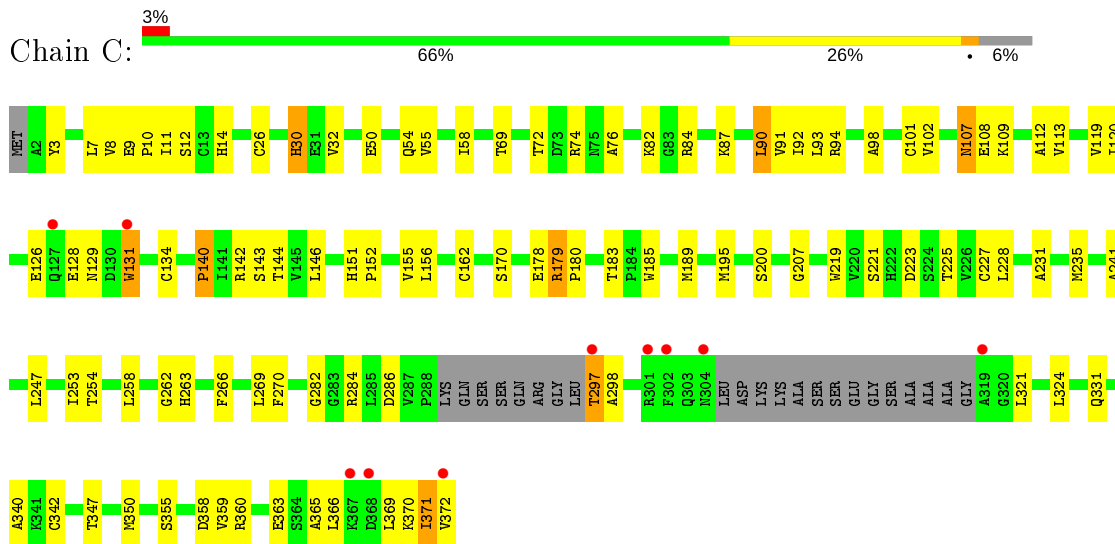 3%
Chain C:
66% 26% • 6%
MET A2 Y3 L7 V8 E9 P10 I11 S12 C13 H14 C26 H30 E31 V32 E50 Q54 V55 I58 T69 T72 D73 R74 N75 A76 K82 G83 R84 K87 L90 V91 I92 L93 R94 A98 C101 V102 N107 E108 K109 A112 V113 V119
E126 Q127 E128 N129 D130 W131 C134 P140 I141 R142 S143 T144 V145 L146 H151 P152 V155 L156 C162 S170 E178 R179 P180 T183 P184 W185 M189 M195 S200 G207 W219 V220 S221 H222 D223 S224 T225 V226 C227 L228 A231 M235 A241
L247 I253 T254 L258 G262 H263 F266 L269 F270 G282 G283 R284 L285 D286 V287 P288 LYS GLN SER SER GLN ARG GLY LEU T297 A298 R301 F302 Q303 N304 LEU ASP LYS LYS ALA SER SER GLU GLY SER ALA ALA ALA GLY A319 G320 L321 L324 Q331
A340 K341 C342 T347 M350 S355 D358 V359 R360 E363 S364 A365 L366 K367 D368 L369 K370 I371 V372